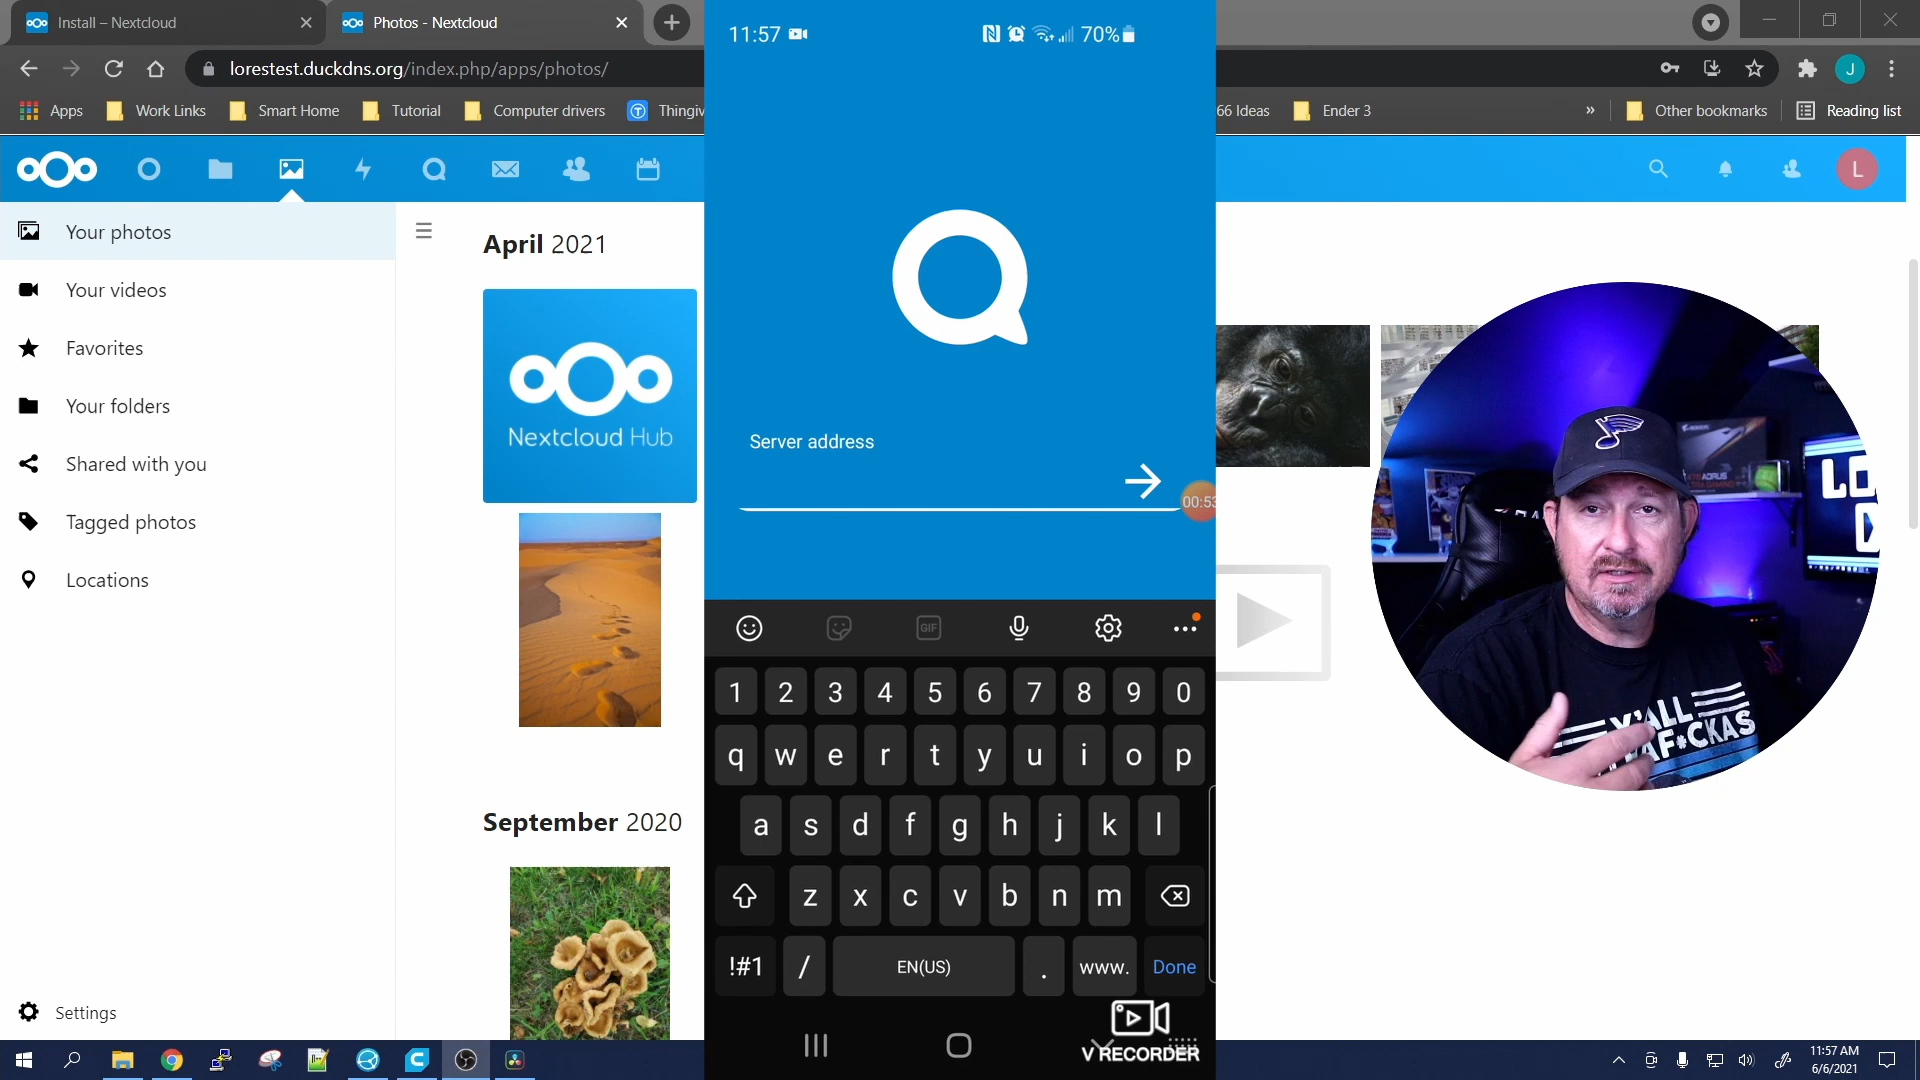 Install – Nextcloud
Photos - Nextcloud
lorestest.duckdns.org/index.php/apps/photos/
J
Apps
Work Links
Smart Home
Tutorial
Computer drivers
Thingiv
66 Ideas
Ender 3
»
Other bookmarks
Reading list
L
Your photos
Your videos
Favorites
Your folders
Shared with you
Tagged photos
Locations
Settings
April 2021
Nextcloud Hub
September 2020
11:57
70%
Server address
00:53
GIF
1 2 3 4 5 6 7 8 9 0
q w e r t y u i o p
a s d f g h j k l
z x c v b n m
!#1 / EN(US) . www. Done
V RECORDER
AORUS
Y'ALL
11:57 AM
6/6/2021